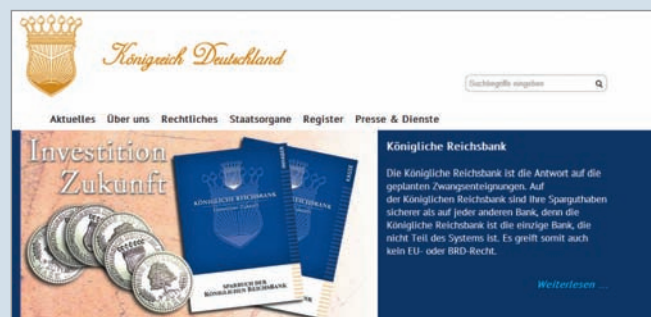 Königreich Deutschland
Suchbegriffe eingeben
Aktuelles Über uns Rechtliches Staatsorgane Register Presse & Dienste
Investition
Zukunft
KÖNIGLICHE REICHSBANK
SPARBUCH DER
KÖNIGLICHEN REICHSBANK
Königliche Reichsbank
Die Königliche Reichsbank ist die Antwort auf die
geplanten Zwangsenteignungen. Auf
der Königlichen Reichsbank sind Ihre Sparguthaben
sicherer als auf jeder anderen Bank, denn die
Königliche Reichsbank ist die einzige Bank, die
nicht Teil des Systems ist. Es greift somit auch
kein EU- oder BRD-Recht.
Weiterlesen ...